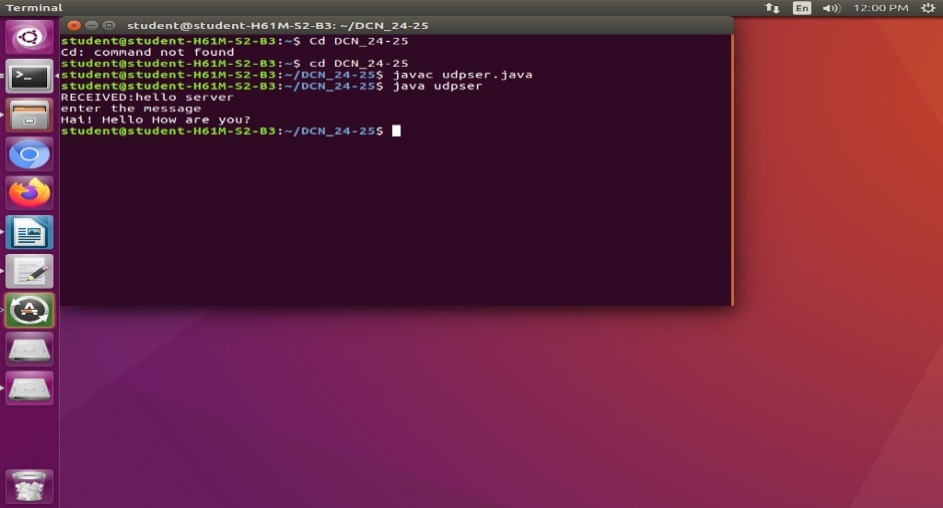 Terminal
En
12:00 PM
student@student-H61M-S2-B3: ~/DCN_24-25
student@student-H61M-S2-B3:~$ Cd DCN_24-25
Cd: command not found
student@student-H61M-S2-B3:~$ cd DCN_24-25
student@student-H61M-S2-B3:~/DCN_24-25$ javac udpser.java
student@student-H61M-S2-B3:~/DCN_24-25$ java udpser
RECEIVED:hello server
enter the message
Hai! Hello How are you?
student@student-H61M-S2-B3:~/DCN_24-25$